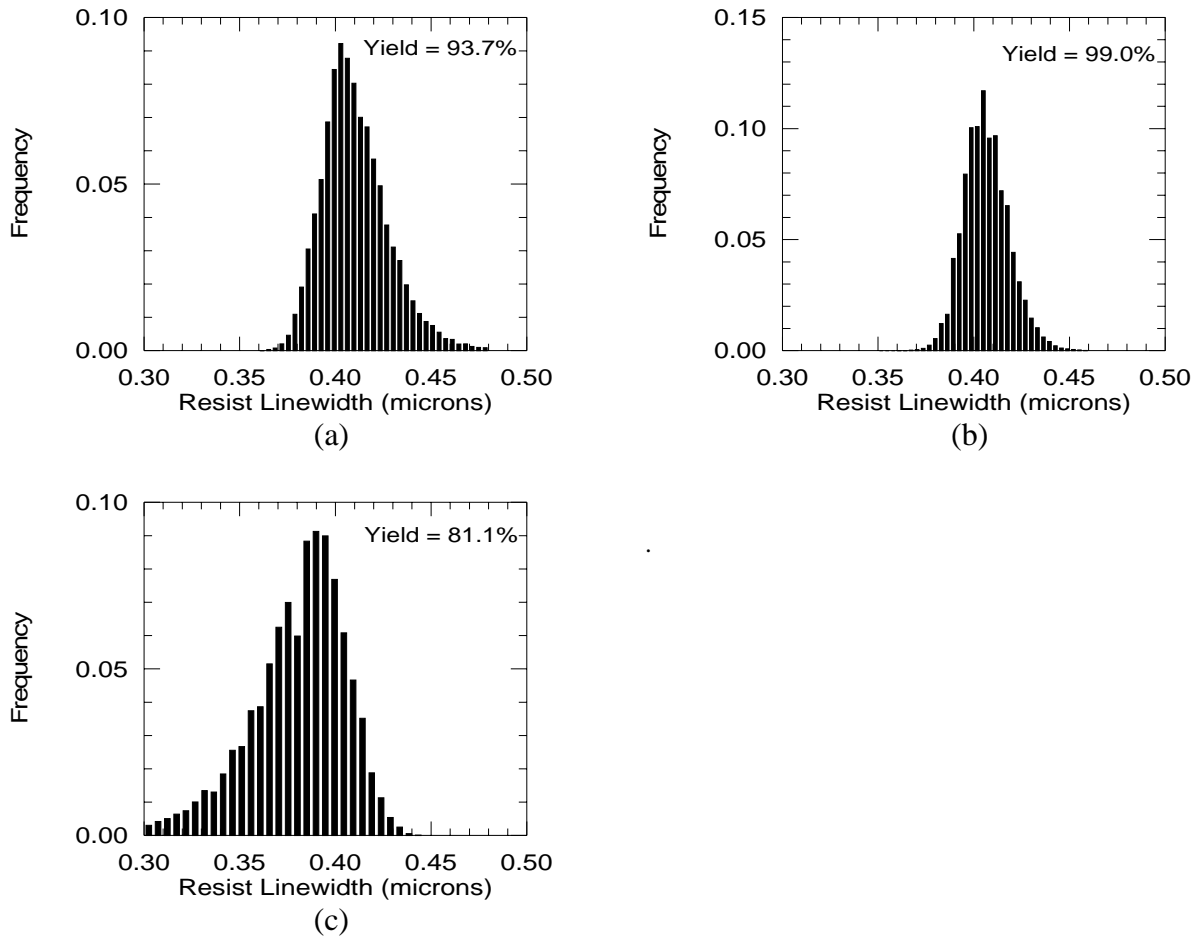 0.10
Yield = 93.7%
0.05
0.00
Frequency
0.30 0.35 0.40 0.45 0.50
Resist Linewidth (microns)
(a)
0.15
Yield = 99.0%
0.10
0.05
0.00
Frequency
0.30 0.35 0.40 0.45 0.50
Resist Linewidth (microns)
(b)
0.10
Yield = 81.1%
0.05
0.00
Frequency
0.30 0.35 0.40 0.45 0.50
Resist Linewidth (microns)
(c)